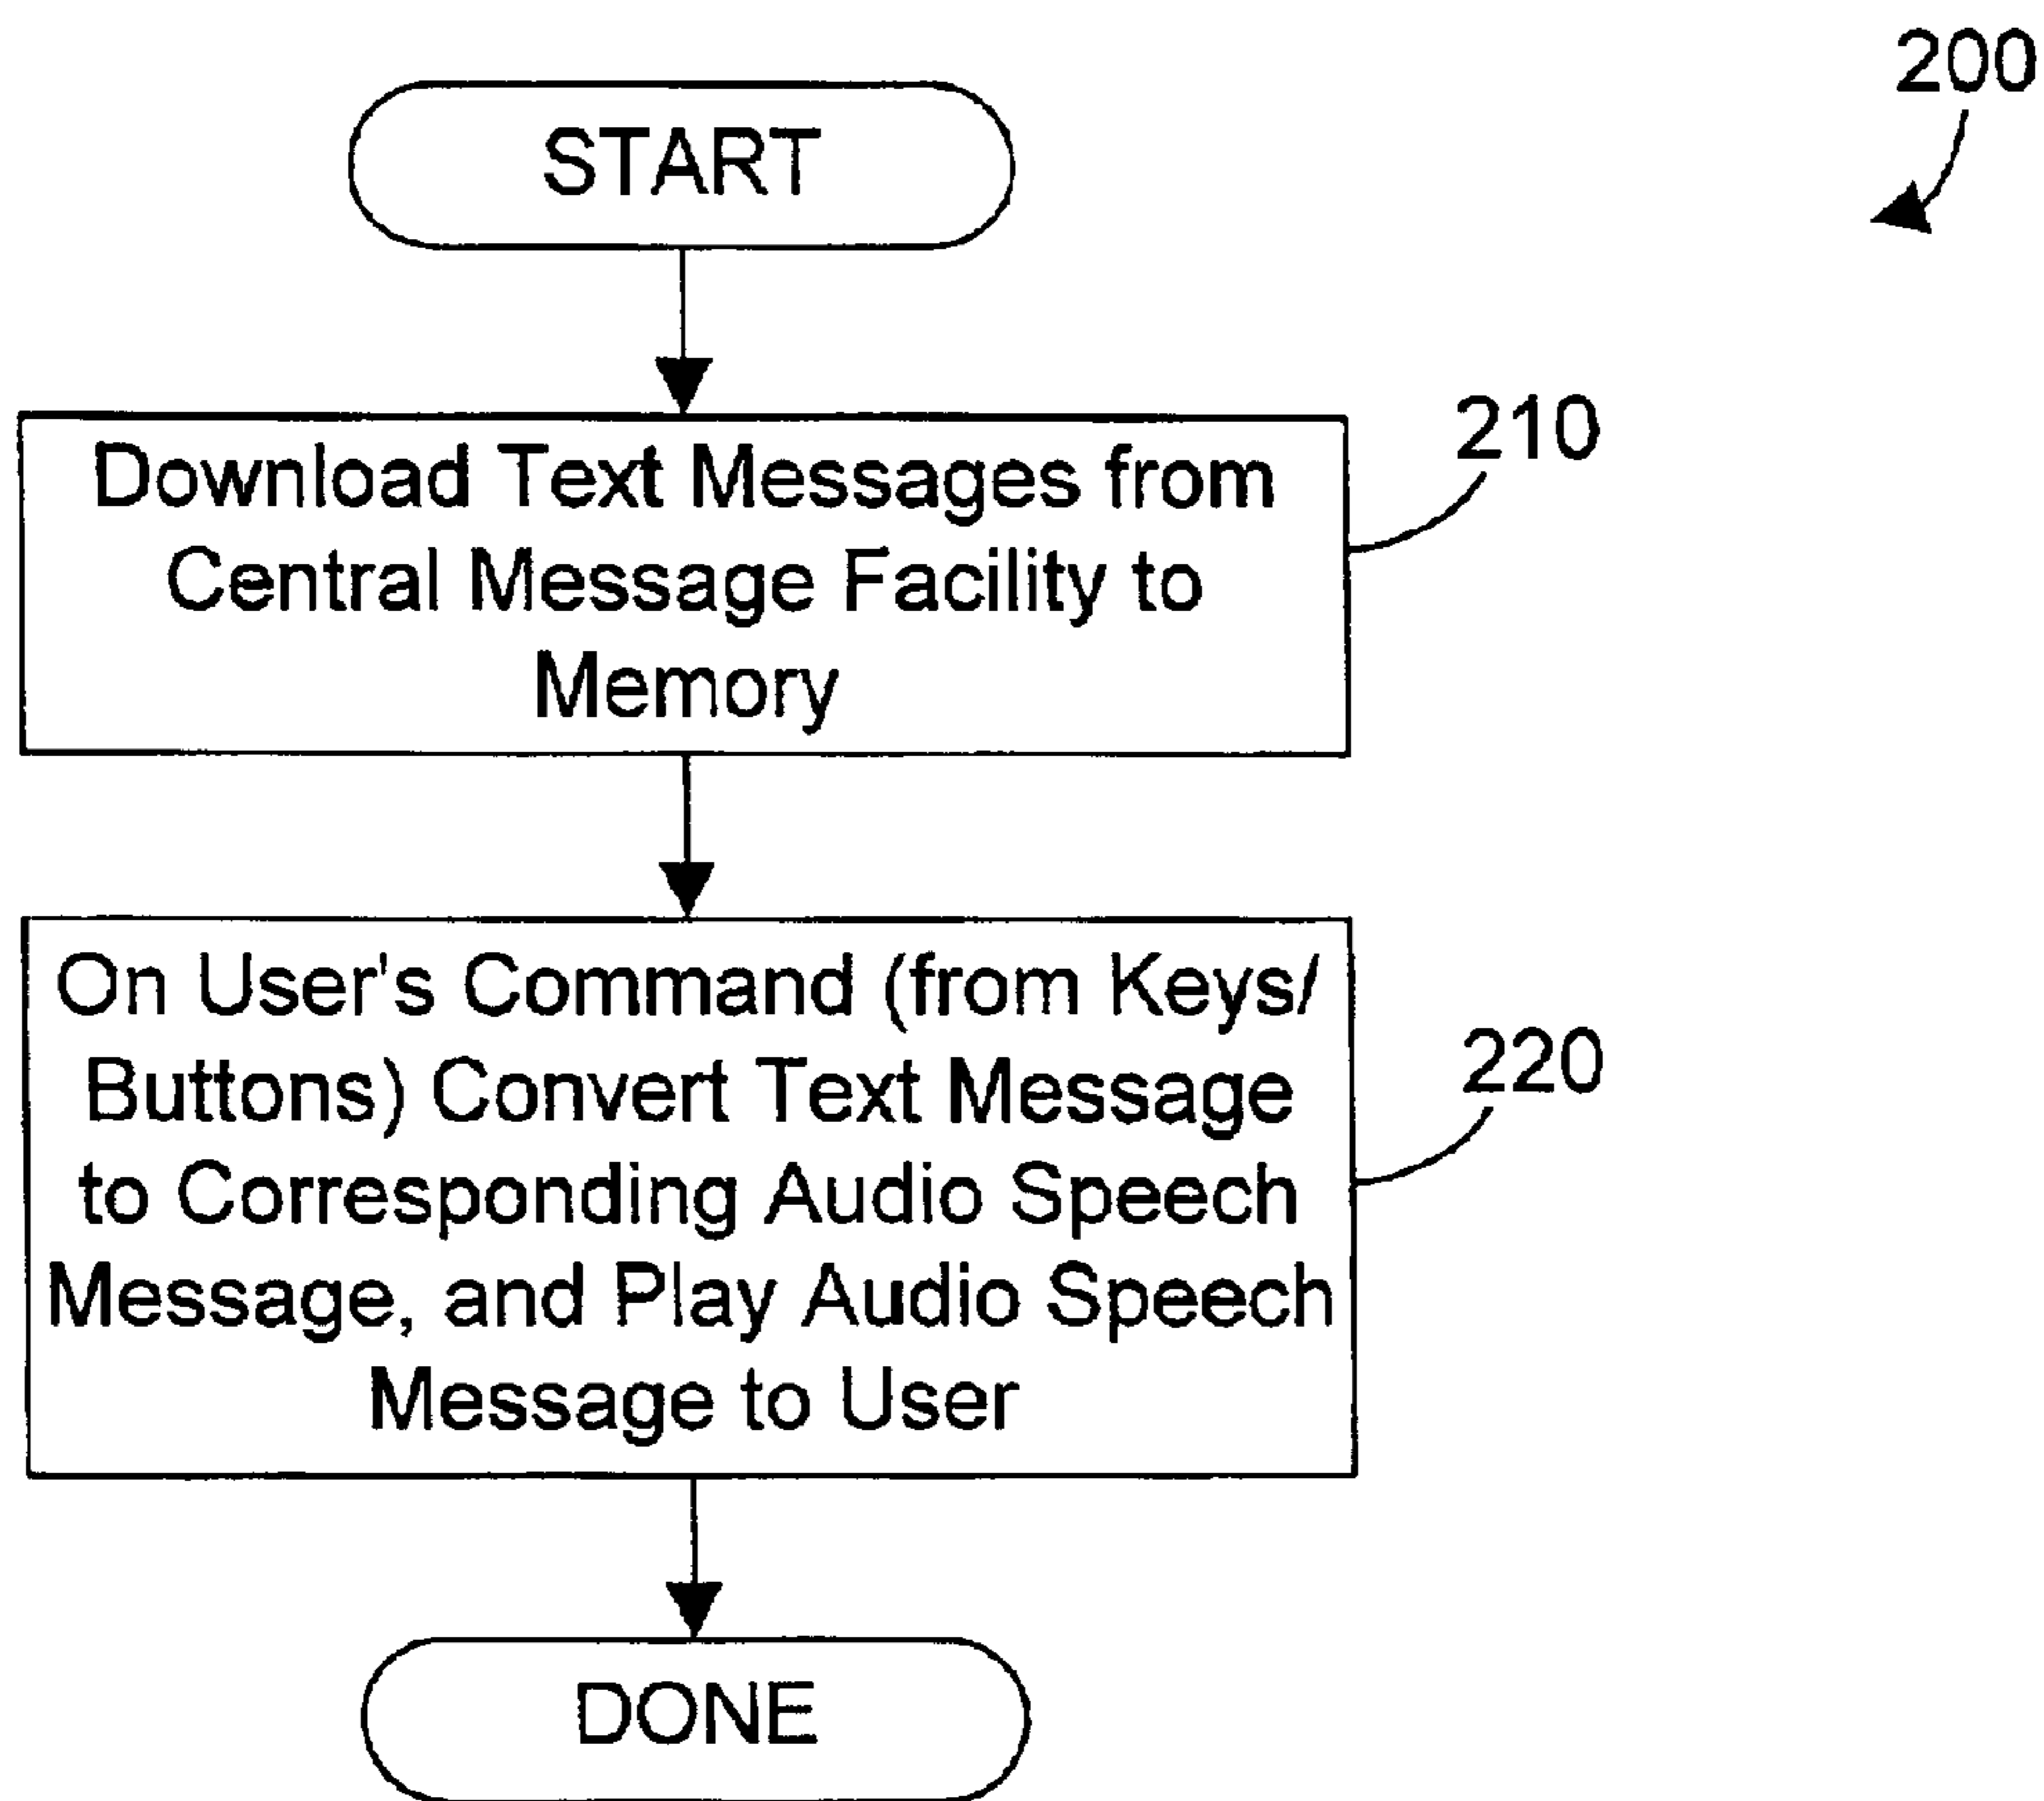 200
START
Download Text Messages from
Central Message Facility to
Memory
210
On User's Command (from Keys/
Buttons) Convert Text Message
to Corresponding Audio Speech
Message, and Play Audio Speech
Message to User
220
DONE